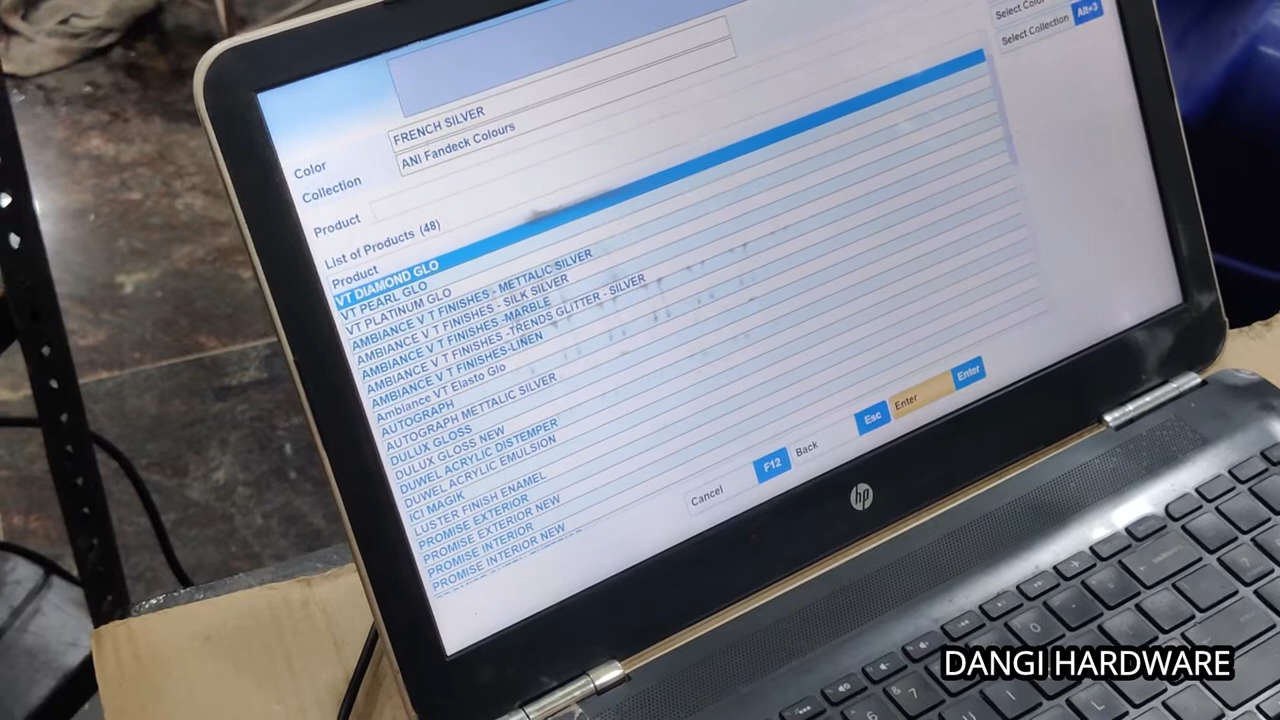 Select Color
Select Collection Alt+3
Color FRENCH SILVER
Collection ANI Fandeck Colours
Product
List of Products (48)
Product
VT DIAMOND GLO
VT PEARL GLO
VT PLATINUM GLO
AMBIANCE V T FINISHES - METTALIC SILVER
AMBIANCE V T FINISHES - SILK SILVER
AMBIANCE V T FINISHES -MARBLE
AMBIANCE V T FINISHES -TRENDS GLITTER - SILVER
AMBIANCE V T FINISHES-LINEN
Ambiance VT Elasto Glo
AUTOGRAPH
AUTOGRAPH METTALIC SILVER
DULUX GLOSS
DULUX GLOSS NEW
DUWEL ACRYLIC DISTEMPER
DUWEL ACRYLIC EMULSION
ICI MAGIK
LUSTER FINISH ENAMEL
PROMISE EXTERIOR
PROMISE EXTERIOR NEW
PROMISE INTERIOR
PROMISE INTERIOR NEW
Cancel F12 Back Esc Enter Enter
hp
DANGI HARDWARE